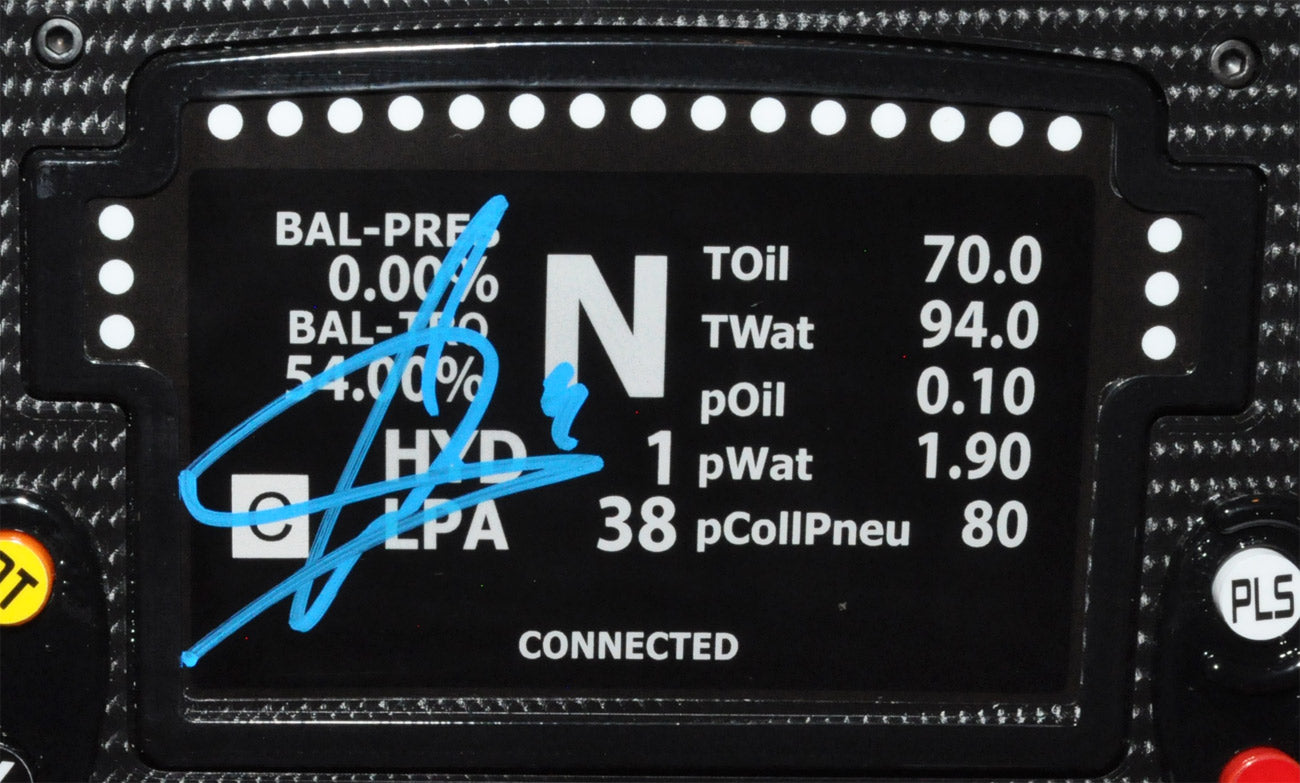 BAL-PRES
0.00%
BAL-TRO
54.00%
N
HYD 1
C LPA 38
TOil 70.0
TWat 94.0
pOil 0.10
pWat 1.90
pCollPneu 80
CONNECTED
PLS